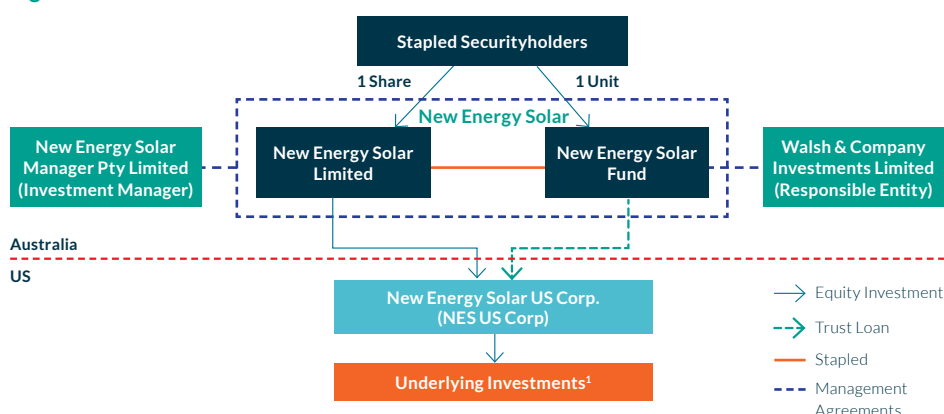 Stapled Securityholders
1 Share
1 Unit
New Energy Solar
New Energy Solar
Manager Pty Limited
(Investment Manager)
New Energy Solar
Limited
New Energy Solar
Fund
Walsh & Company
Investments Limited
(Responsible Entity)
Australia
US
New Energy Solar US Corp.
(NES US Corp)
Underlying Investments¹
Equity Investment
Trust Loan
Stapled
Management
Agreements